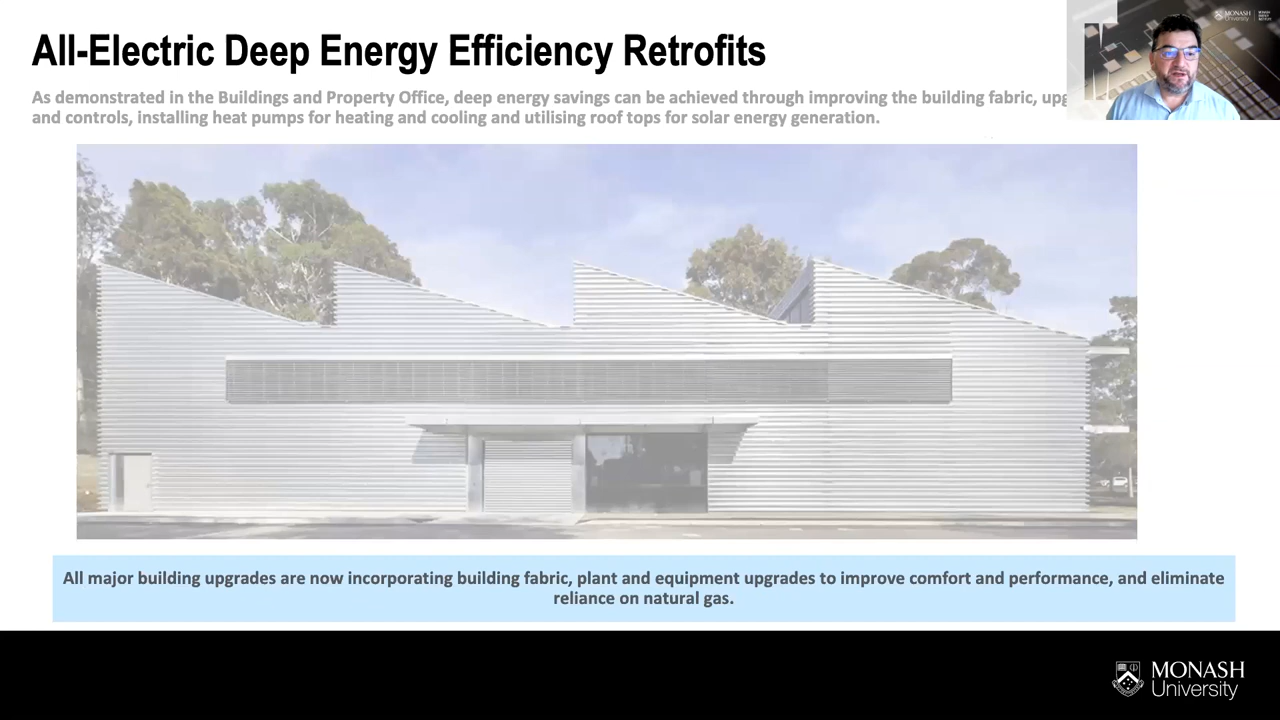 All-Electric Deep Energy Efficiency Retrofits
As demonstrated in the Buildings and Property Office, deep energy savings can be achieved through improving the building fabric,
and controls, installing heat pumps for heating and cooling and utilising roof tops for solar energy generation.
MONASH
University
All major building upgrades are now incorporating building fabric, plant and equipment upgrades to improve comfort and performance, and eliminate
reliance on natural gas.
MONASH
University